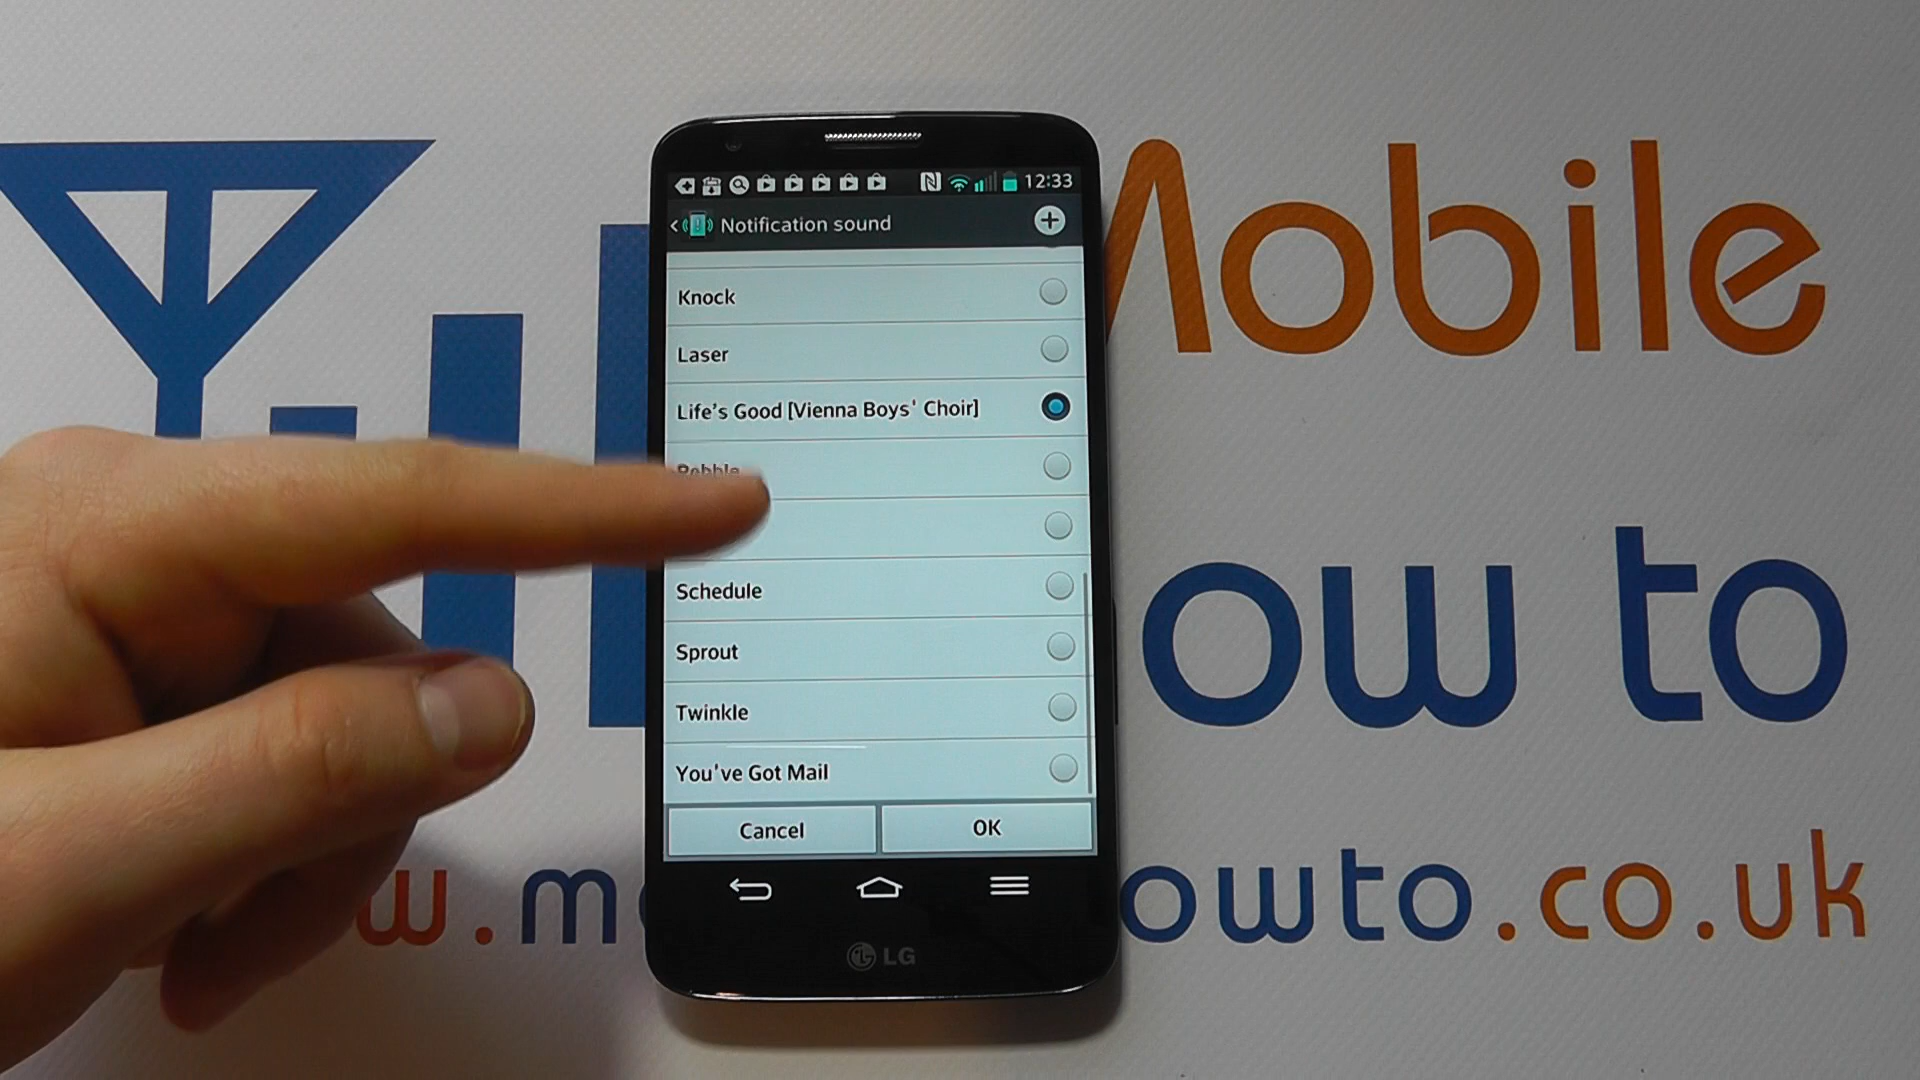 12:33
Notification sound
Knock
Laser
Life's Good [Vienna Boys' Choir]
Pebble
Schedule
Sprout
Twinkle
You've Got Mail
Cancel OK
LG
Mobile
ow to
w.m owto.co.uk